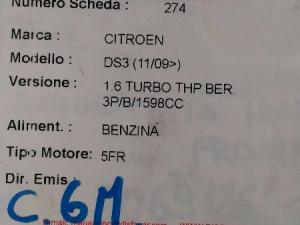 Numero Scheda : 274
Marca : CITROEN
Modello : DS3 (11/09>)
Versione : 1.6 TURBO THP BER.
3P/B/1598CC
Aliment. : BENZINA
Tipo Motore: 5FR
Dir. Emis :
C. 6M